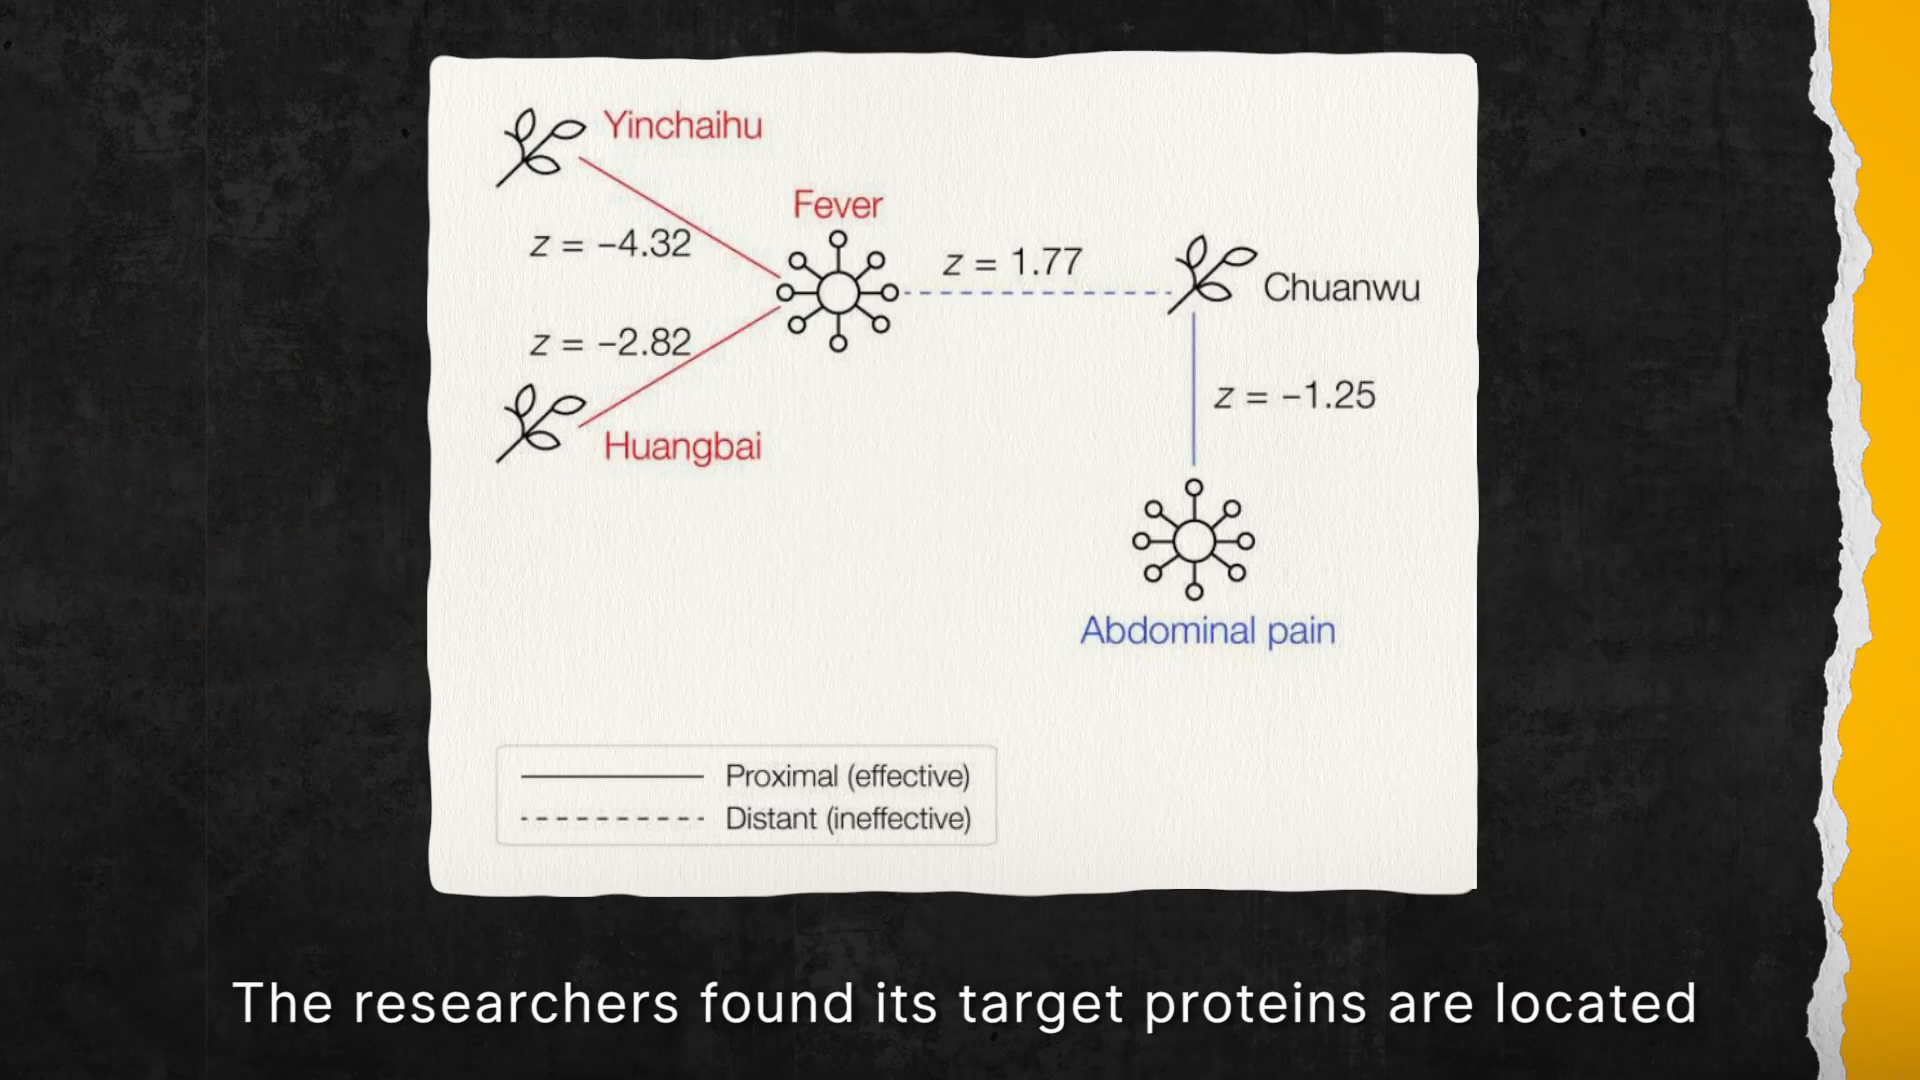 Yinchaihu
Fever
z = −4.32
z = 1.77
Chuanwu
z = −2.82
z = −1.25
Huangbai
Abdominal pain
Proximal (effective)
Distant (ineffective)
The researchers found its target proteins are located